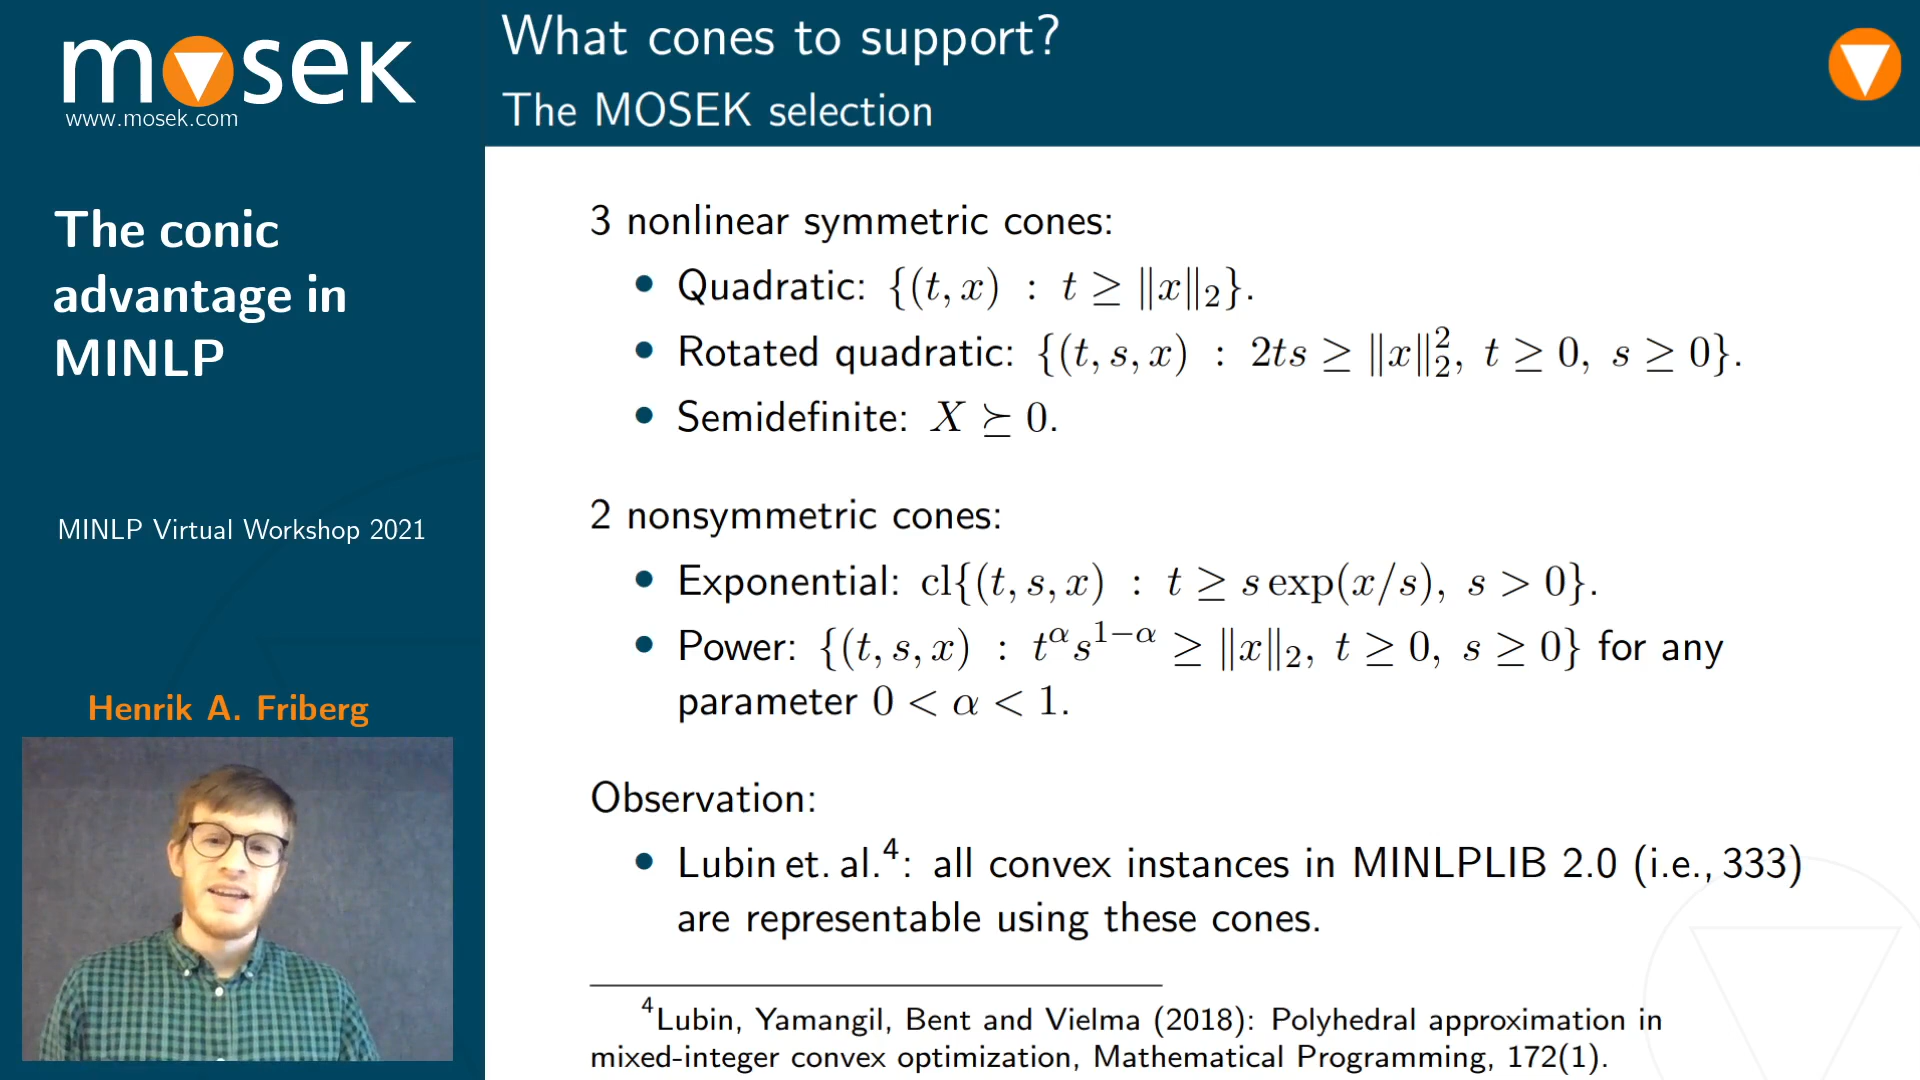 mosek
www.mosek.com
The conic
advantage in
MINLP
MINLP Virtual Workshop 2021
Henrik A. Friberg
What cones to support?
The MOSEK selection
3 nonlinear symmetric cones:
• Quadratic: {(t, x) : t ≥ ‖x‖₂}.
• Rotated quadratic: {(t, s, x) : 2ts ≥ ‖x‖₂², t ≥ 0, s ≥ 0}.
• Semidefinite: X ⪰ 0.
2 nonsymmetric cones:
• Exponential: cl{(t, s, x) : t ≥ s exp(x/s), s > 0}.
• Power: {(t, s, x) : t^α s^{1−α} ≥ ‖x‖₂, t ≥ 0, s ≥ 0} for any
parameter 0 < α < 1.
Observation:
• Lubin et. al.⁴: all convex instances in MINLPLIB 2.0 (i.e., 333)
are representable using these cones.
⁴Lubin, Yamangil, Bent and Vielma (2018): Polyhedral approximation in
mixed-integer convex optimization, Mathematical Programming, 172(1).